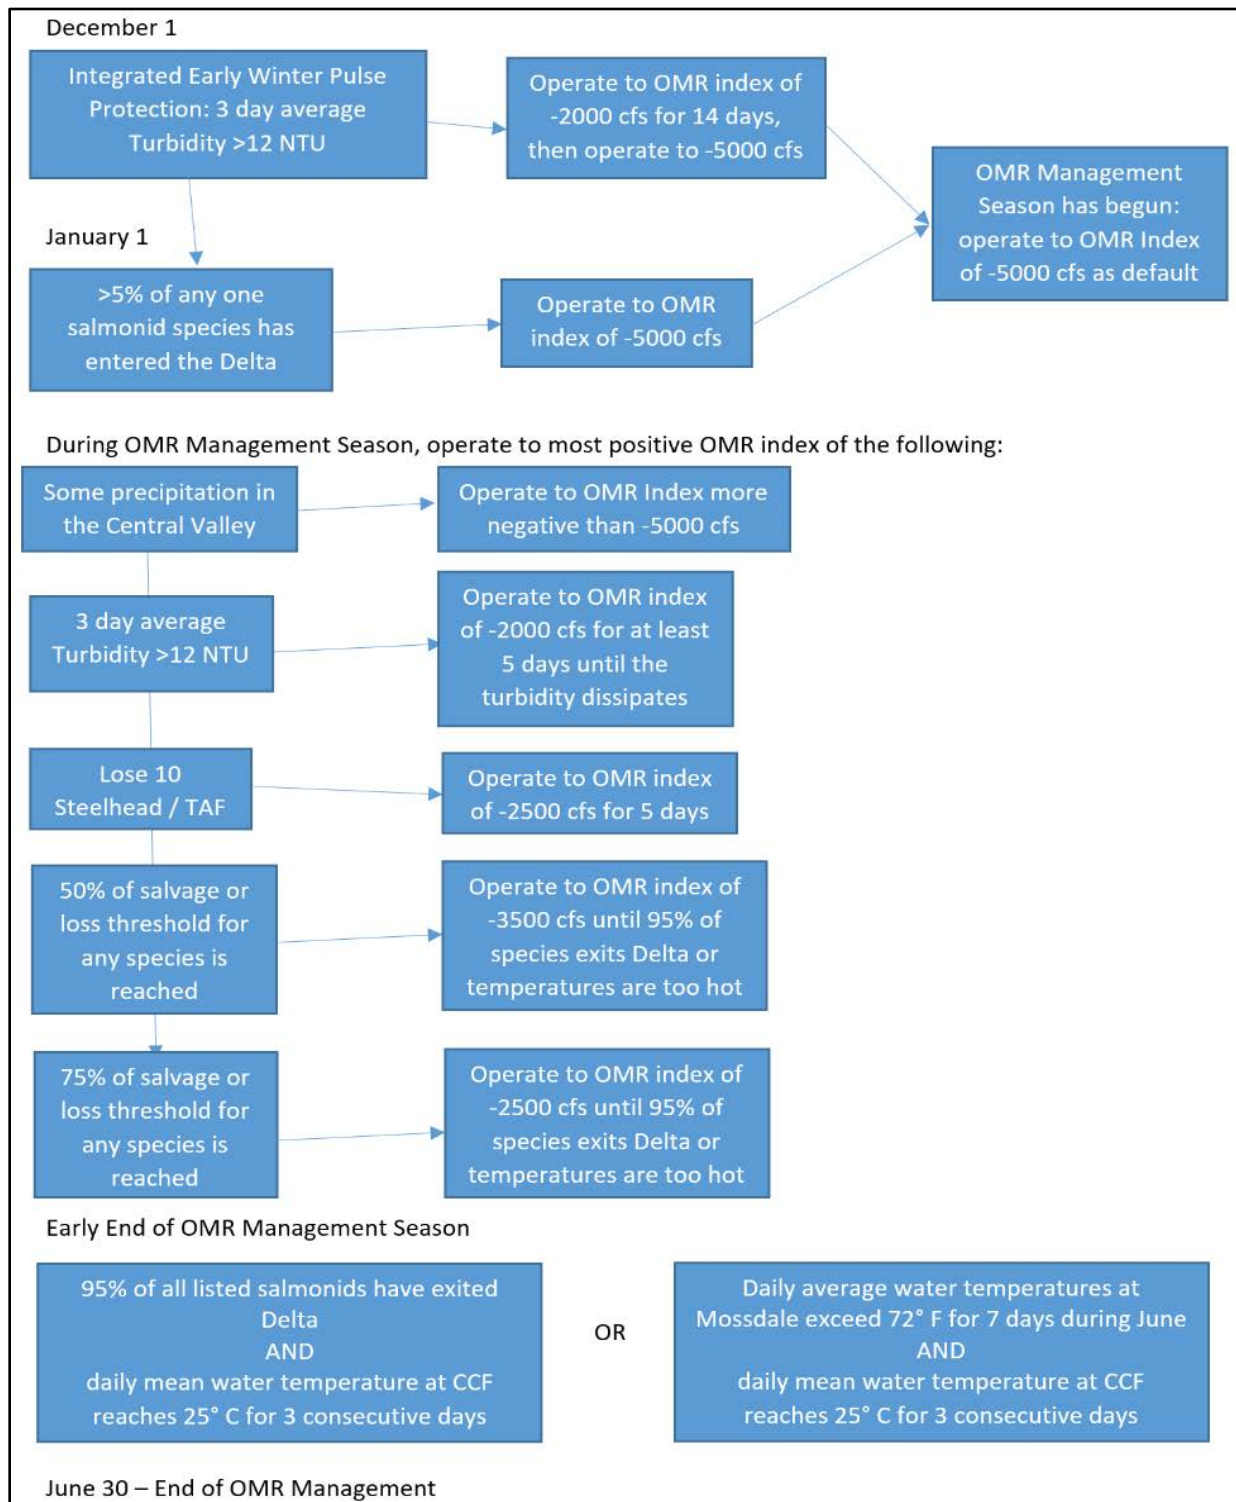 December 1
Integrated Early Winter Pulse
Protection: 3 day average
Turbidity >12 NTU
Operate to OMR index of
-2000 cfs for 14 days,
then operate to -5000 cfs
OMR Management
Season has begun:
operate to OMR Index
of -5000 cfs as default
January 1
>5% of any one
salmonid species has
entered the Delta
Operate to OMR
index of -5000 cfs
During OMR Management Season, operate to most positive OMR index of the following:
Some precipitation in
the Central Valley
Operate to OMR Index more
negative than -5000 cfs
3 day average
Turbidity >12 NTU
Operate to OMR index
of -2000 cfs for at least
5 days until the
turbidity dissipates
Lose 10
Steelhead / TAF
Operate to OMR index
of -2500 cfs for 5 days
50% of salvage or
loss threshold for
any species is
reached
Operate to OMR index of
-3500 cfs until 95% of
species exits Delta or
temperatures are too hot
75% of salvage or
loss threshold for
any species is
reached
Operate to OMR index of
-2500 cfs until 95% of
species exits Delta or
temperatures are too hot
Early End of OMR Management Season
95% of all listed salmonids have exited
Delta
AND
daily mean water temperature at CCF
reaches 25° C for 3 consecutive days
OR
Daily average water temperatures at
Mossdale exceed 72° F for 7 days during June
AND
daily mean water temperature at CCF
reaches 25° C for 3 consecutive days
June 30 – End of OMR Management